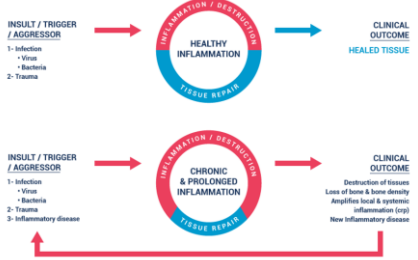 INSULT / TRIGGER
/ AGGRESSOR
1- Infection
• Virus
• Bacteria
2- Trauma
INFLAMMATION / DESTRUCTION
HEALTHY
INFLAMMATION
TISSUE REPAIR
CLINICAL
OUTCOME
HEALED TISSUE
INSULT / TRIGGER
/ AGGRESSOR
1- Infection
• Virus
• Bacteria
2- Trauma
3- Inflammatory disease
INFLAMMATION / DESTRUCTION
CHRONIC
& PROLONGED
INFLAMMATION
TISSUE REPAIR
CLINICAL
OUTCOME
Destruction of tissues
Loss of bone & bone density
Amplifies local & systemic
inflammation (crp)
New Inflammatory disease